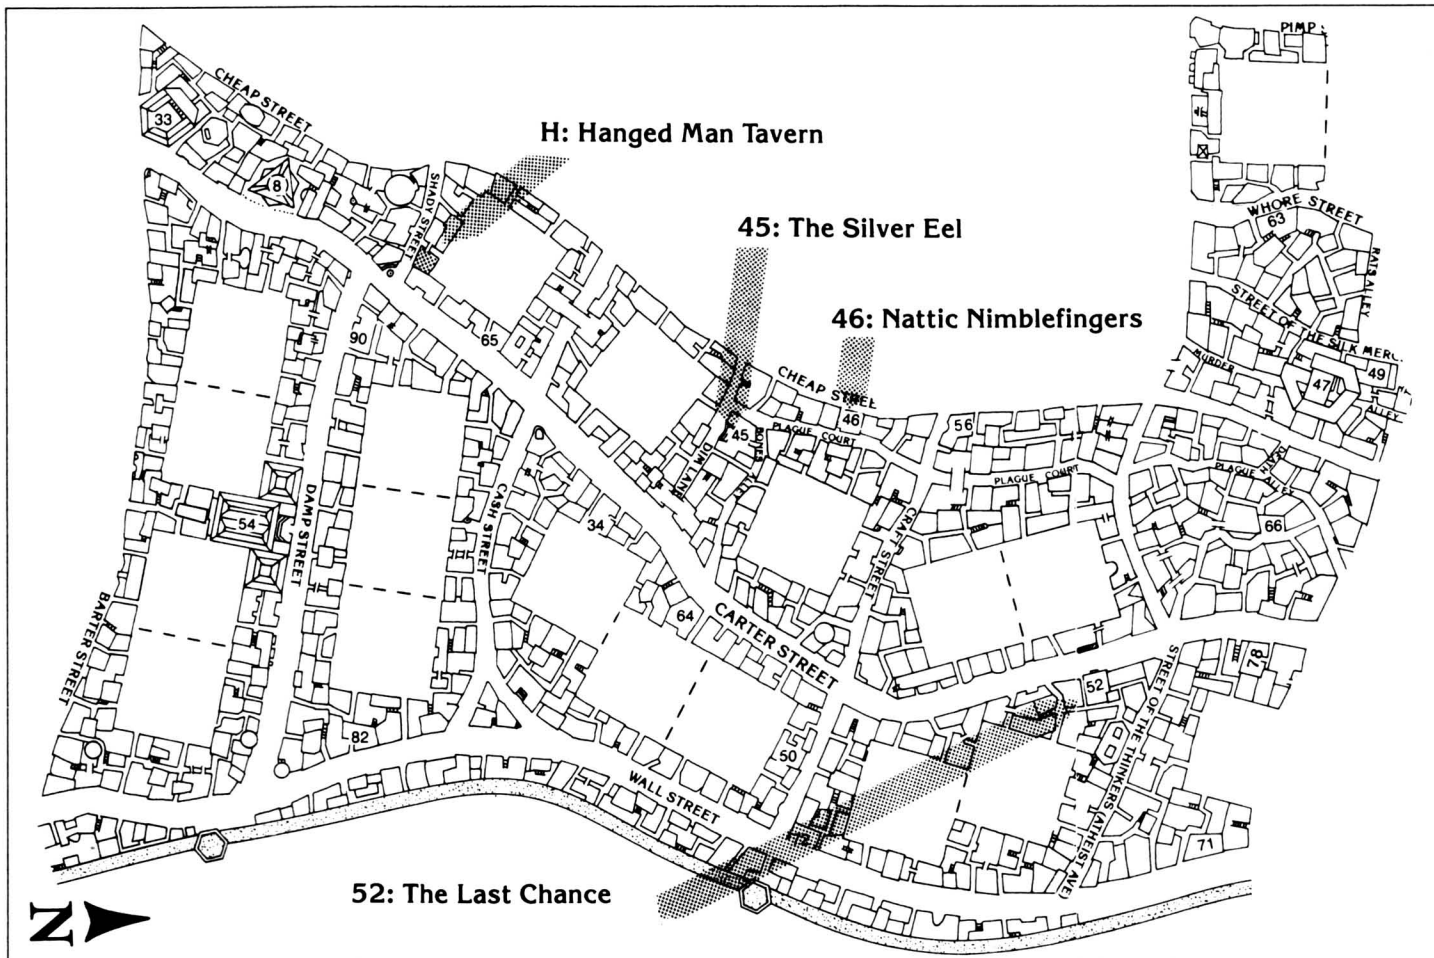 PIMP
CHEAP STREET
33
H: Hanged Man Tavern
8
SHADY STREET
WHORE STREET
63
45: The Silver Eel
RATS ALLEY
STREET OF THE SILK MERC
46: Nattic Nimblefingers
65
90
MURDER
ALLEY
47
49
CHEAP STREE
46
56
45
BONES
ALLEY
PLAGUE COURT
DIM LANE
PLAGUE COURT
DEATH
ALLEY
PLAGUE
CASH STREET
DAMP STREET
54
34
CRAFT STREET
66
BARTER STREET
64
CARTER STREET
STREET OF THE THINKERS (ATHEIST AVE)
78
52
82
50
WALL STREET
71
52: The Last Chance
N